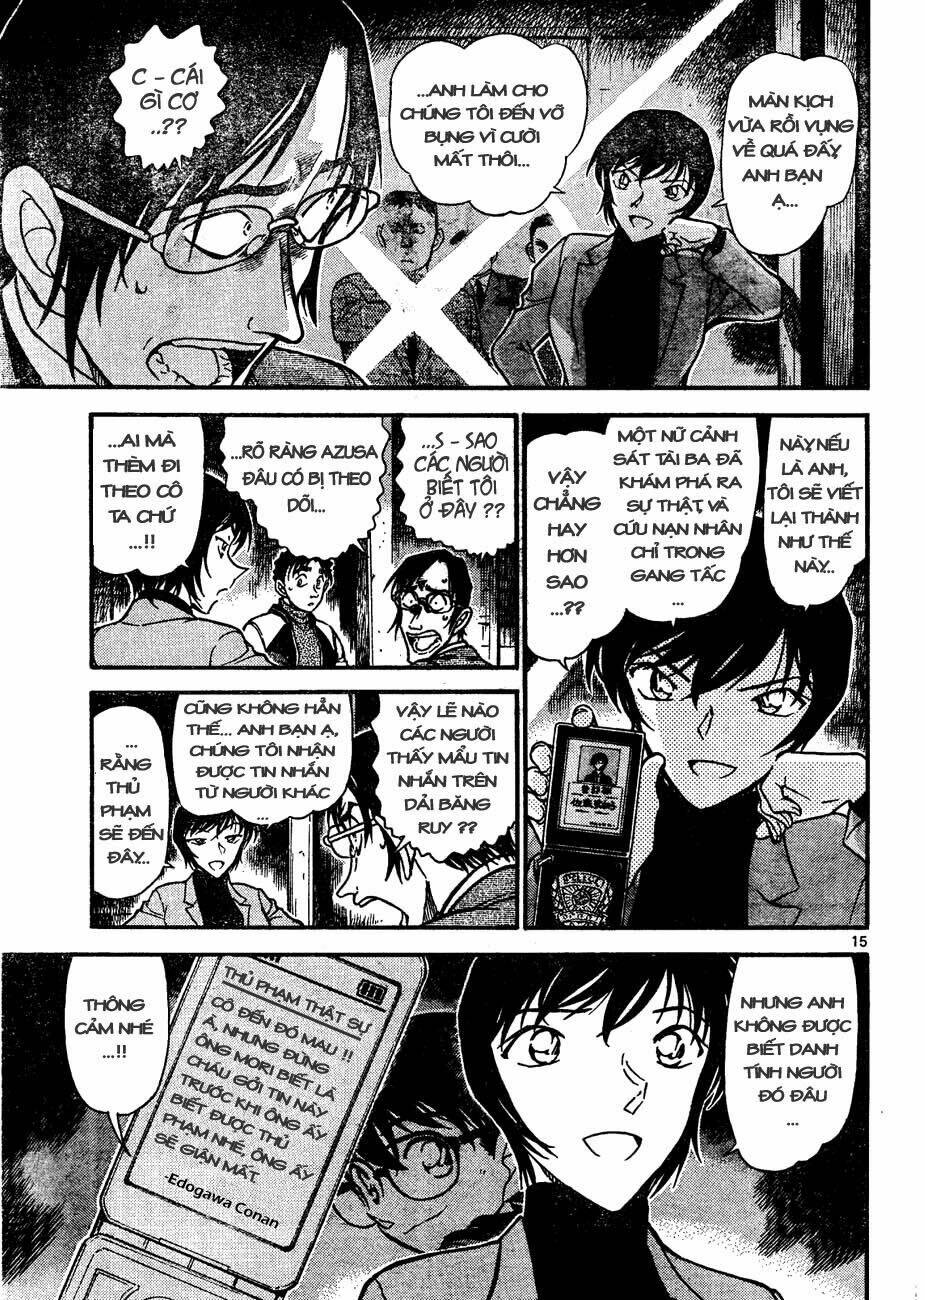 MÀN KỊCH
VỪA RỒI VỤNG
VỀ QUÁ ĐẤY,
ANH BẠN
Ạ...
...ANH LÀM CHO
CHÚNG TÔI ĐẾN VỠ
BỤNG VÌ CƯỜI
MẤT THÔI...
C - CÁI
GÌ CƠ
..??
NÀY, NẾU
LÀ ANH,
TÔI SẼ VIẾT
LẠI THÀNH
NHƯ THẾ
NÀY..
MỘT NỮ CẢNH
SÁT TÀI BA ĐÃ
KHÁM PHÁ RA
SỰ THẬT, VÀ
CỨU NẠN NHÂN
CHỈ TRONG
GANG TẤC
...
VẬY
CHẲNG
HAY
HƠN
SAO
...??
...S - SAO
CÁC NGƯỜI
BIẾT TÔI
Ở ĐÂY ??
...RÕ RÀNG AZUSA
ĐÂU CÓ BỊ THEO
DÕI...
...AI MÀ
THÈM ĐI
THEO CÔ
TA CHỨ
...!!
VẬY LẼ NÀO
CÁC NGƯỜI
THẤY MẨU TIN
NHẮN TRÊN
DẢI BĂNG
RUY ??
CŨNG KHÔNG HẲN
THẾ... ANH BẠN Ạ,
CHÚNG TÔI NHẬN
ĐƯỢC TIN NHẮN
TỪ NGƯỜI KHÁC
...
...
RẰNG THỦ
PHẠM
SẼ ĐẾN
ĐÂY..
15
NHƯNG ANH
KHÔNG ĐƯỢC
BIẾT DANH
TÍNH NGƯỜI
ĐÓ ĐÂU
...
THỦ PHẠM THẬT SỰ
CÔ ĐẾN ĐÓ MAU !!
À, NHƯNG ĐỪNG
ÔNG MORI BIẾT LÀ
CHÁU GỞI TIN NÀY
TRƯỚC KHI ÔNG ẤY
BIẾT ĐƯỢC THỦ
PHẠM NHÉ, ÔNG ẤY
SẼ GIẬN MẤT.
-Edogawa Conan
THÔNG
CẢM NHÉ
...!!